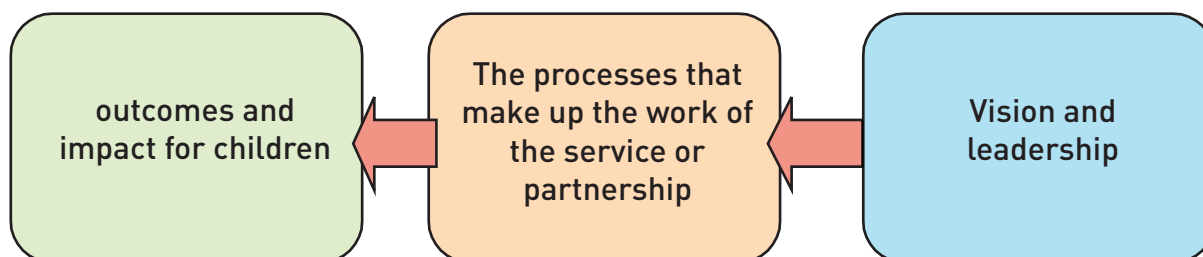 outcomes and
impact for children
The processes that
make up the work of
the service or
partnership
Vision and
leadership